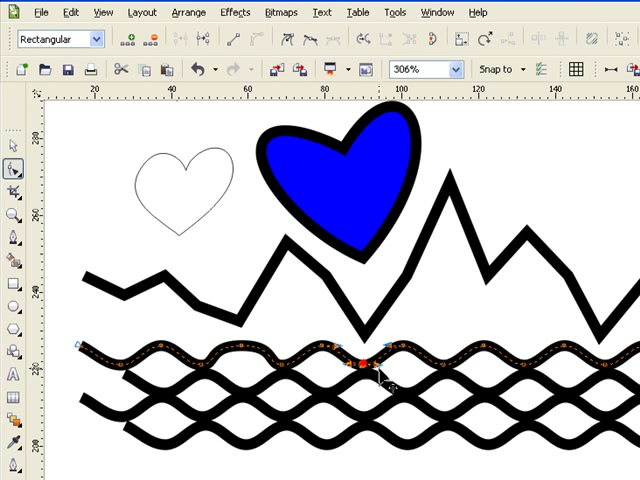 File Edit View Layout Arrange Effects Bitmaps Text Table Tools Window Help
Rectangular
306% Snap to
20 40 60 80 100 120 140 160
280
260
240
220
200
A